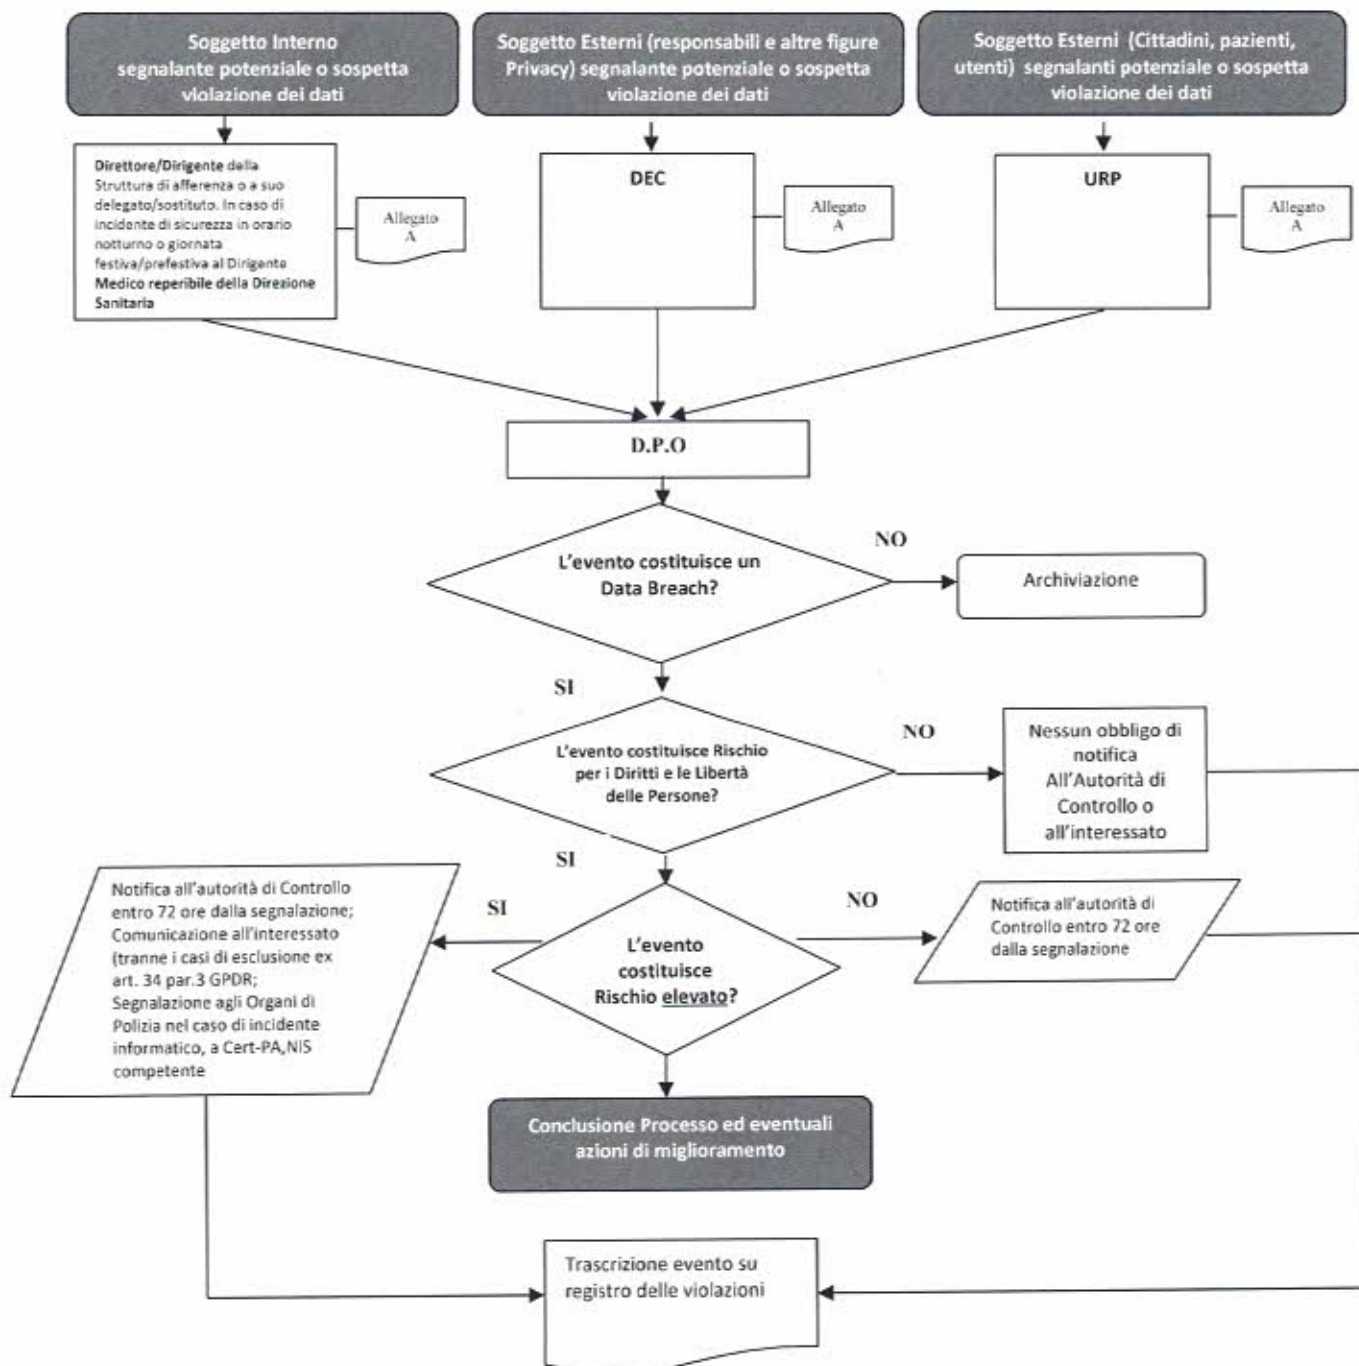 Soggetto Interno
segnalante potenziale o sospetta
violazione dei dati
Soggetto Esterni (responsabili e altre figure
Privacy) segnalante potenziale o sospetta
violazione dei dati
Soggetto Esterni (Cittadini, pazienti,
utenti) segnalanti potenziale o sospetta
violazione dei dati
Direttore/Dirigente della
Struttura di afferenza o a suo
delegato/sostituto. In caso di
incidente di sicurezza in orario
notturno o giornata
festiva/prefestiva al Dirigente
Medico reperibile della Direzione
Sanitaria
Allegato
A
DEC
Allegato
A
URP
Allegato
A
D.P.O
L'evento costituisce un
Data Breach?
NO
Archiviazione
SI
L'evento costituisce Rischio
per i Diritti e le Libertà
delle Persone?
NO
Nessun obbligo di
notifica
All'Autorità di
Controllo o
all'interessato
SI
L'evento
costituisce
Rischio elevato?
SI
Notifica all'autorità di Controllo
entro 72 ore dalla segnalazione;
Comunicazione all'interessato
(tranne i casi di esclusione ex
art. 34 par.3 GPDR;
Segnalazione agli Organi di
Polizia nel caso di incidente
informatico, a Cert-PA,NIS
competente
NO
Notifica all'autorità di
Controllo entro 72 ore
dalla segnalazione
Conclusione Processo ed eventuali
azioni di miglioramento
Trascrizione evento su
registro delle violazioni